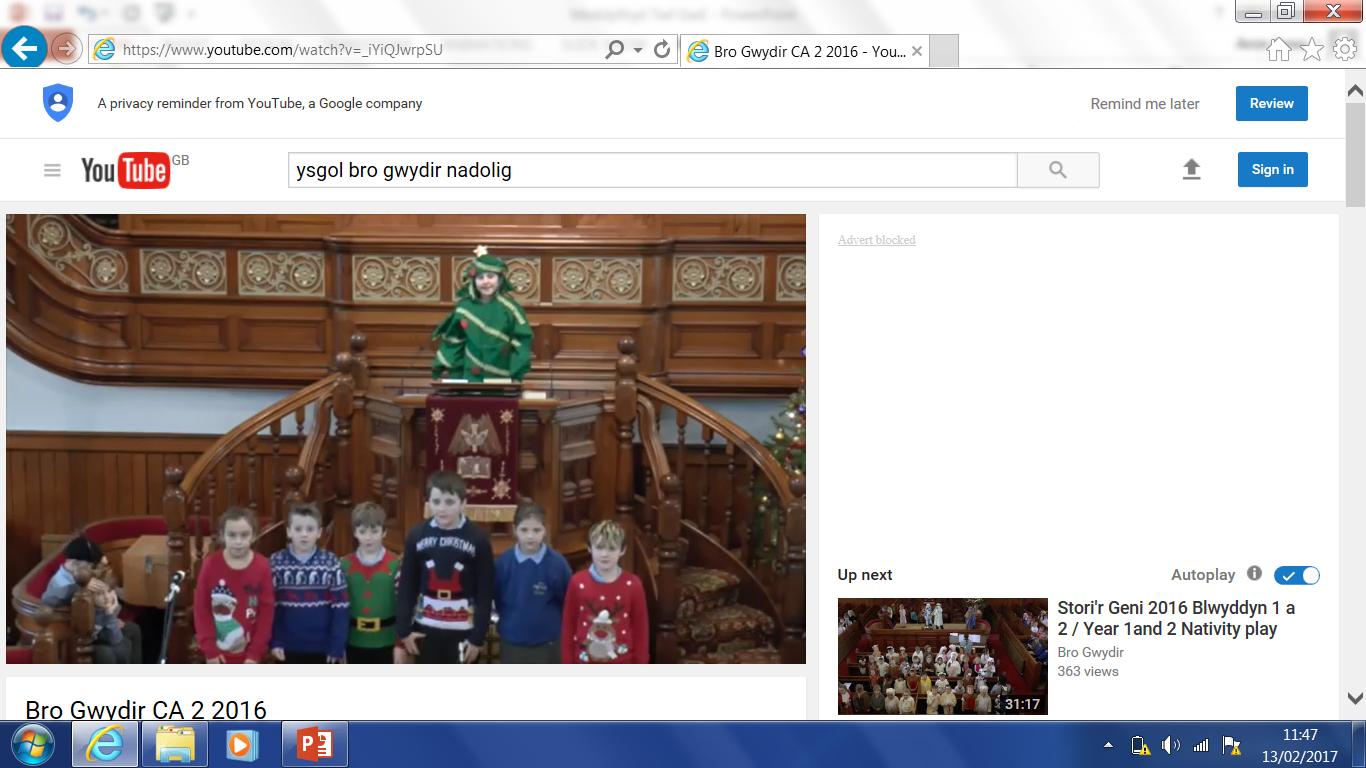 https://www.youtube.com/watch?v=_iYiQJwrpSU
Bro Gwydir CA 2 2016 - You...
A privacy reminder from YouTube, a Google company
Remind me later
Review
YouTube GB
ysgol bro gwydir nadolig
Sign in
Advert blocked
MERRY CHRISTMAS
Up next
Autoplay
Stori'r Geni 2016 Blwyddyn 1 a
2 / Year 1and 2 Nativity play
Bro Gwydir
363 views
31:17
Bro Gwydir CA 2 2016
11:47
13/02/2017